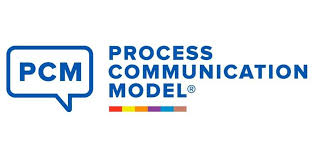 PCM
PROCESS
COMMUNICATION
MODEL®